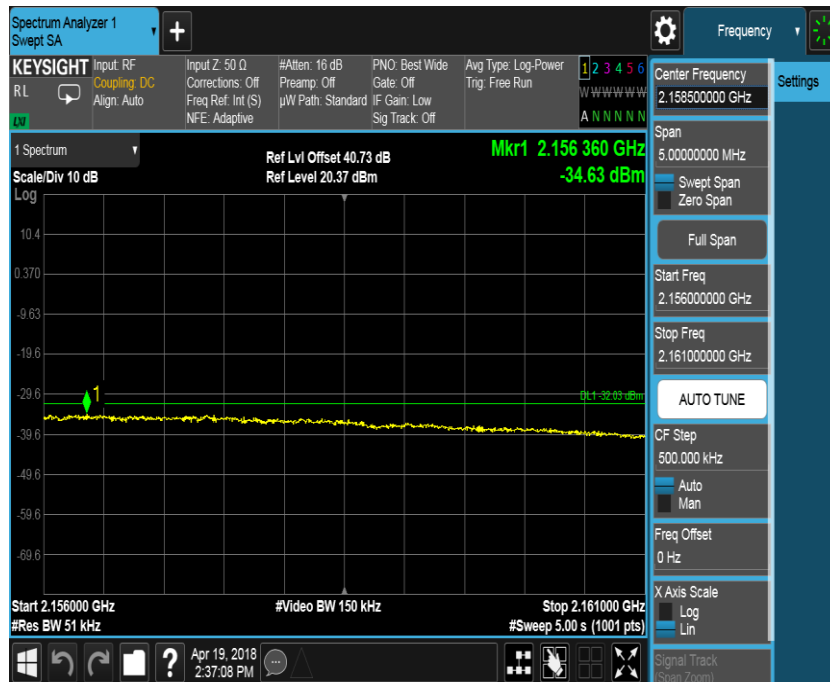 Spectrum Analyzer 1
Swept SA
+
Frequency
KEYSIGHT
RL
LXI
Input: RF
Coupling: DC
Align: Auto
Input Z: 50 Ω
Corrections: Off
Freq Ref: Int (S)
NFE: Adaptive
#Atten: 16 dB
Preamp: Off
µW Path: Standard
PNO: Best Wide
Gate: Off
IF Gain: Low
Sig Track: Off
Avg Type: Log-Power
Trig: Free Run
1 2 3 4 5 6
W W W W W W
A N N N N N
1 Spectrum
Scale/Div 10 dB
Log
Ref Lvl Offset 40.73 dB
Ref Level 20.37 dBm
Mkr1 2.156 360 GHz
-34.63 dBm
10.4
0.370
-9.63
-19.6
-29.6
-39.6
-49.6
-59.6
-69.6
1
DL1 -32.03 dBm
Start 2.156000 GHz
#Res BW 51 kHz
#Video BW 150 kHz
Stop 2.161000 GHz
#Sweep 5.00 s (1001 pts)
?
Apr 19, 2018
2:37:08 PM
Center Frequency
2.158500000 GHz
Span
5.00000000 MHz
Swept Span
Zero Span
Full Span
Start Freq
2.156000000 GHz
Stop Freq
2.161000000 GHz
AUTO TUNE
CF Step
500.000 kHz
Auto
Man
Freq Offset
0 Hz
X Axis Scale
Log
Lin
Signal Track
(Span Zoom)
Settings